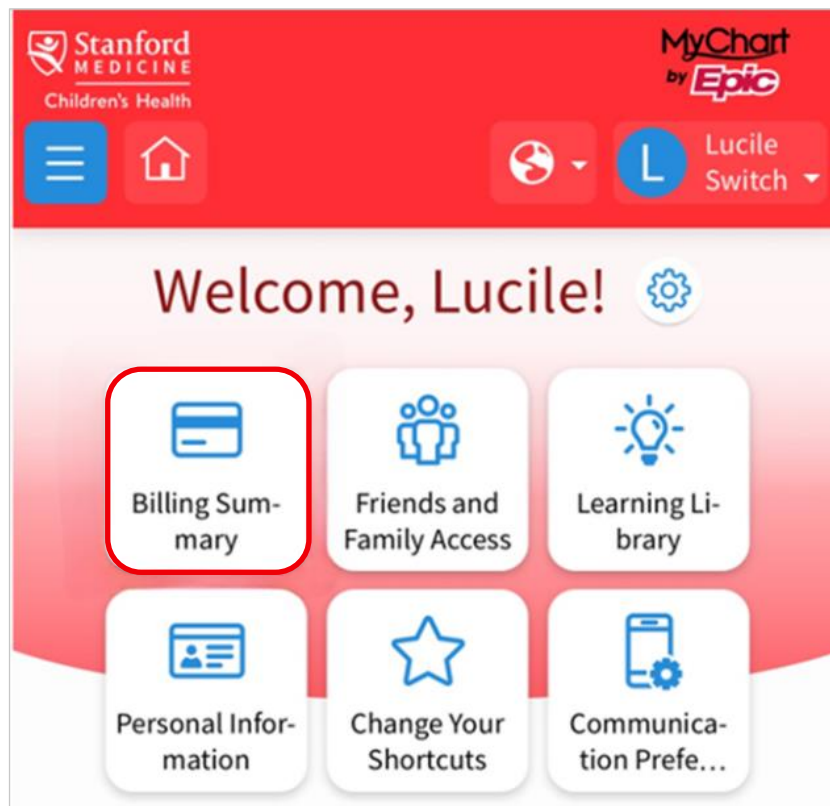 Stanford
MEDICINE
Children's Health
MyChart
by Epic
L
Lucile
Switch
Welcome, Lucile!
Billing Sum-
mary
Friends and
Family Access
Learning Li-
brary
Personal Infor-
mation
Change Your
Shortcuts
Communica-
tion Prefe...